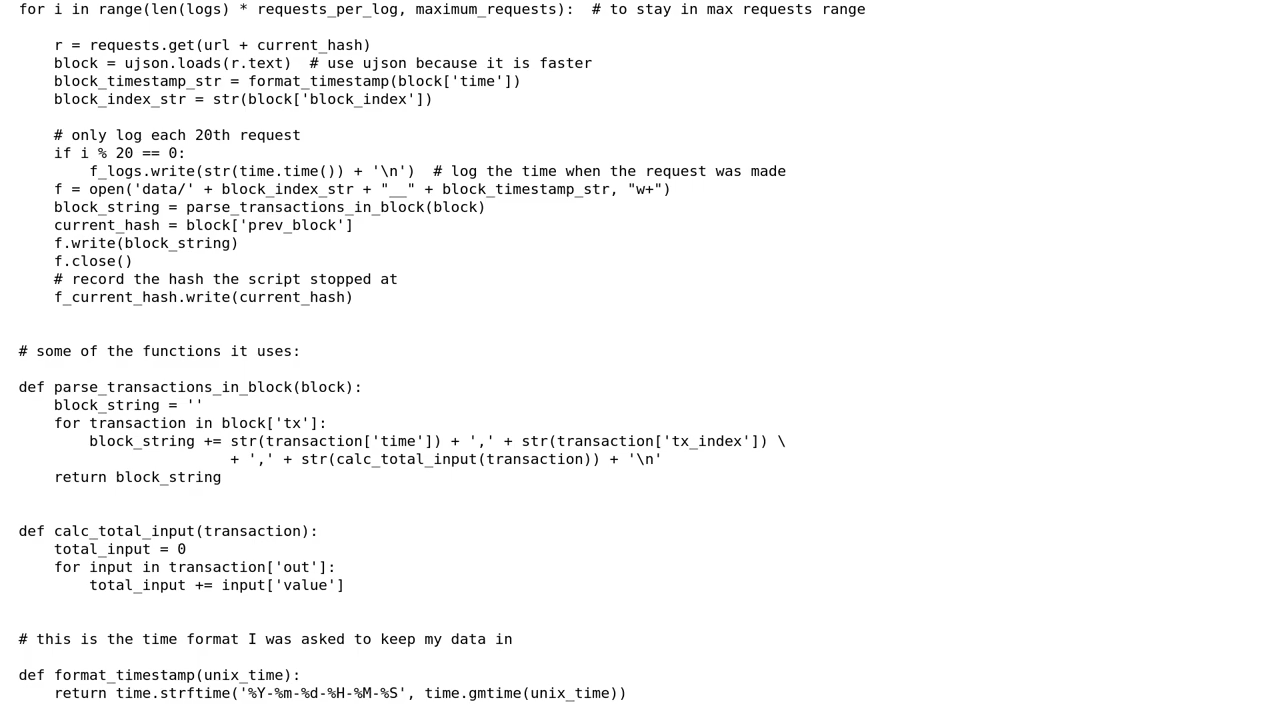 for i in range(len(logs) * requests_per_log, maximum_requests):  # to stay in max requests range

    r = requests.get(url + current_hash)
    block = ujson.loads(r.text)  # use ujson because it is faster
    block_timestamp_str = format_timestamp(block['time'])
    block_index_str = str(block['block_index'])

    # only log each 20th request
    if i % 20 == 0:
        f_logs.write(str(time.time()) + '\n')  # log the time when the request was made
    f = open('data/' + block_index_str + "__" + block_timestamp_str, "w+")
    block_string = parse_transactions_in_block(block)
    current_hash = block['prev_block']
    f.write(block_string)
    f.close()
    # record the hash the script stopped at
    f_current_hash.write(current_hash)


# some of the functions it uses:

def parse_transactions_in_block(block):
    block_string = ''
    for transaction in block['tx']:
        block_string += str(transaction['time']) + ',' + str(transaction['tx_index']) \
                        + ',' + str(calc_total_input(transaction)) + '\n'
    return block_string


def calc_total_input(transaction):
    total_input = 0
    for input in transaction['out']:
        total_input += input['value']


# this is the time format I was asked to keep my data in

def format_timestamp(unix_time):
    return time.strftime('%Y-%m-%d-%H-%M-%S', time.gmtime(unix_time))